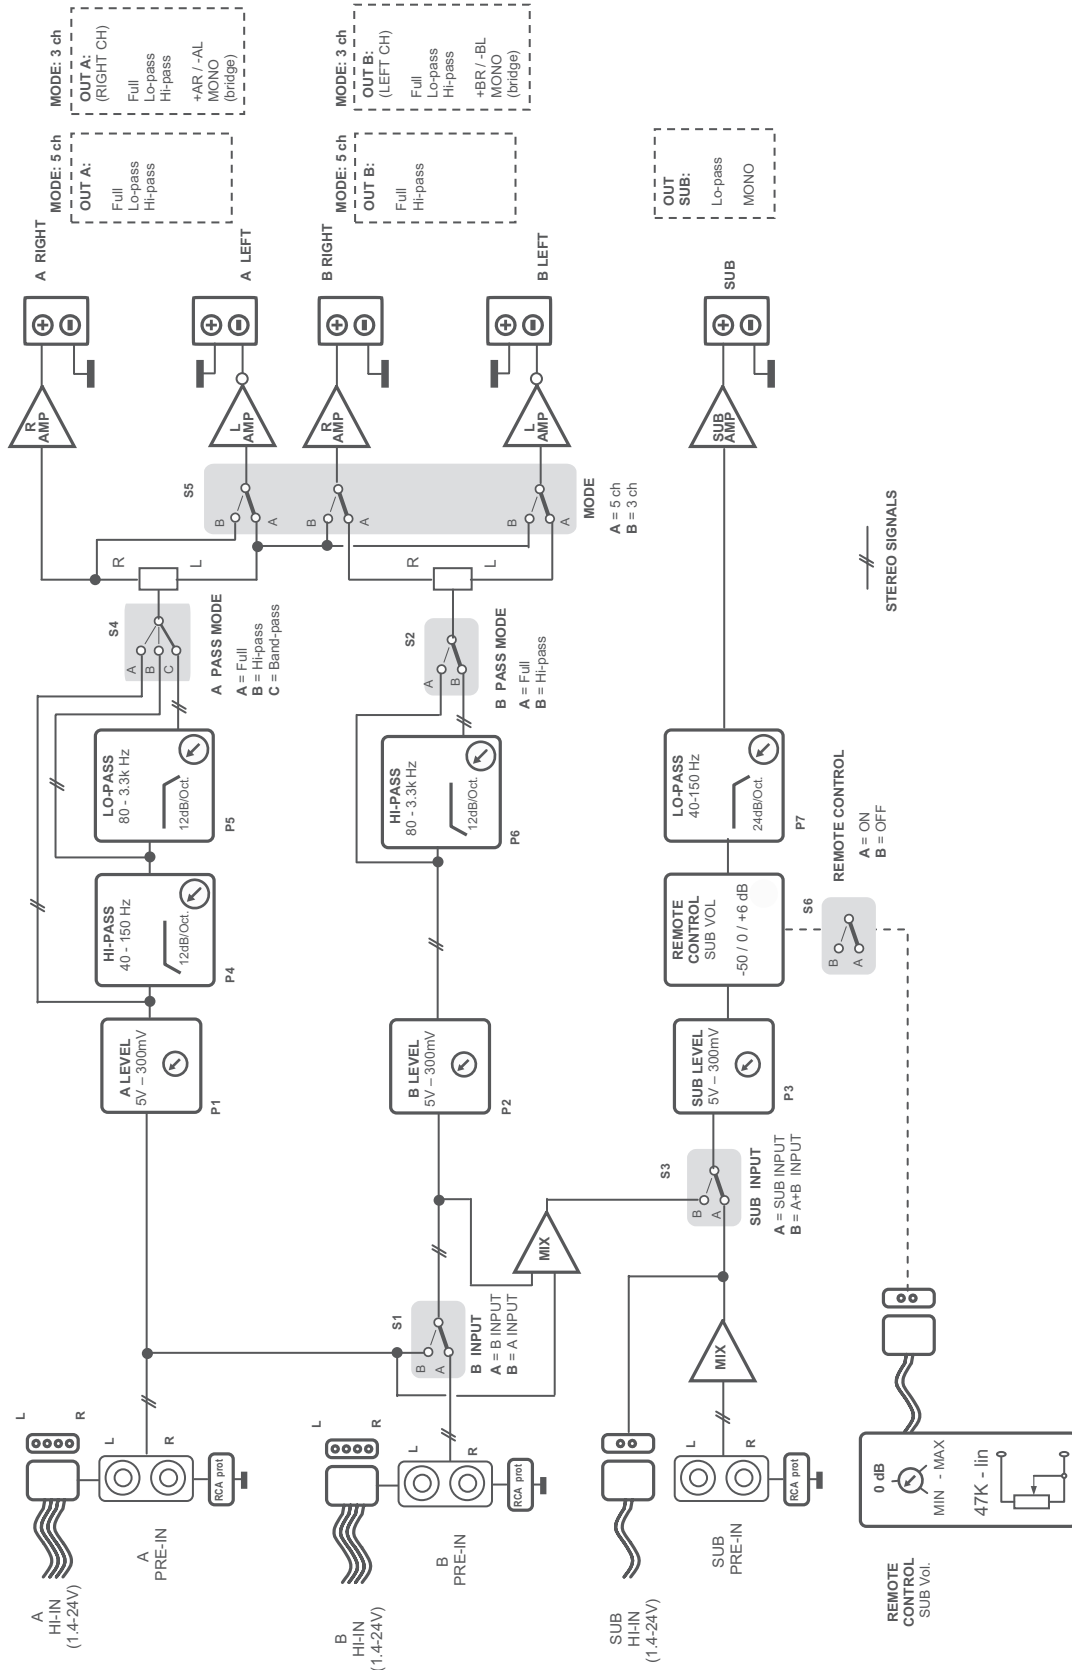 A
HI-IN
(1.4-24V)
L
R
A
PRE-IN
L
R
RCA prot
A LEVEL
5V – 300mV
P1
HI-PASS
40 - 150 Hz
12dB/Oct.
P4
LO-PASS
80 - 3.3k Hz
12dB/Oct.
P5
S4
A
B
C
A PASS MODE
A = Full
B = Hi-pass
C = Band-pass
R
L
S5
B
A
B
A
B
A
MODE
A = 5 ch
B = 3 ch
R
AMP
L
AMP
R
AMP
L
AMP
A RIGHT
A LEFT
B RIGHT
B LEFT
MODE: 5 ch
OUT A:
Full
Lo-pass
Hi-pass
MODE: 3 ch
OUT A:
(RIGHT CH)
Full
Lo-pass
Hi-pass
+AR / -AL
MONO
(bridge)
B
HI-IN
(1.4-24V)
L
R
B
PRE-IN
L
R
RCA prot
S1
B
A
B INPUT
A = B INPUT
B = A INPUT
B LEVEL
5V – 300mV
P2
HI-PASS
80 - 3.3k Hz
12dB/Oct.
P6
S2
A
B
B PASS MODE
A = Full
B = Hi-pass
R
L
MODE: 5 ch
OUT B:
Full
Hi-pass
MODE: 3 ch
OUT B:
(LEFT CH)
Full
Lo-pass
Hi-pass
+BR / -BL
MONO
(bridge)
MIX
SUB
HI-IN
(1.4-24V)
SUB
PRE-IN
L
R
RCA prot
MIX
S3
B
A
SUB INPUT
A = SUB INPUT
B = A+B INPUT
SUB LEVEL
5V – 300mV
P3
REMOTE
CONTROL
SUB VOL
-50 / 0 / +6 dB
LO-PASS
40-150 Hz
24dB/Oct.
P7
SUB
AMP
SUB
OUT
SUB:
Lo-pass
MONO
S6
B
A
REMOTE CONTROL
A = ON
B = OFF
STEREO SIGNALS
REMOTE
CONTROL
SUB Vol.
0 dB
MIN - MAX
47K - lin